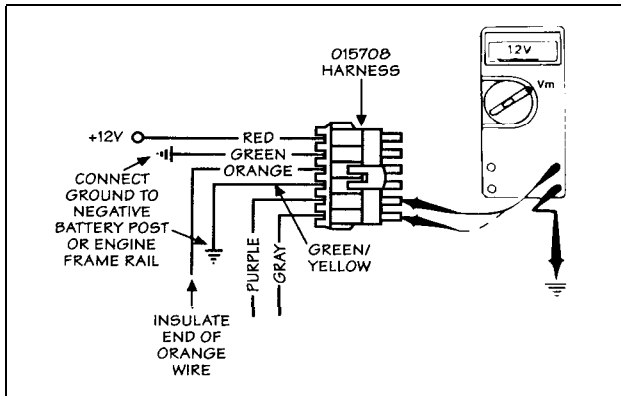 015708
HARNESS
12V
Vm
+12V
RED
GREEN
ORANGE
CONNECT
GROUND TO
NEGATIVE
BATTERY POST
OR ENGINE
FRAME RAIL
PURPLE
GRAY
GREEN/
YELLOW
INSULATE
END OF
ORANGE
WIRE